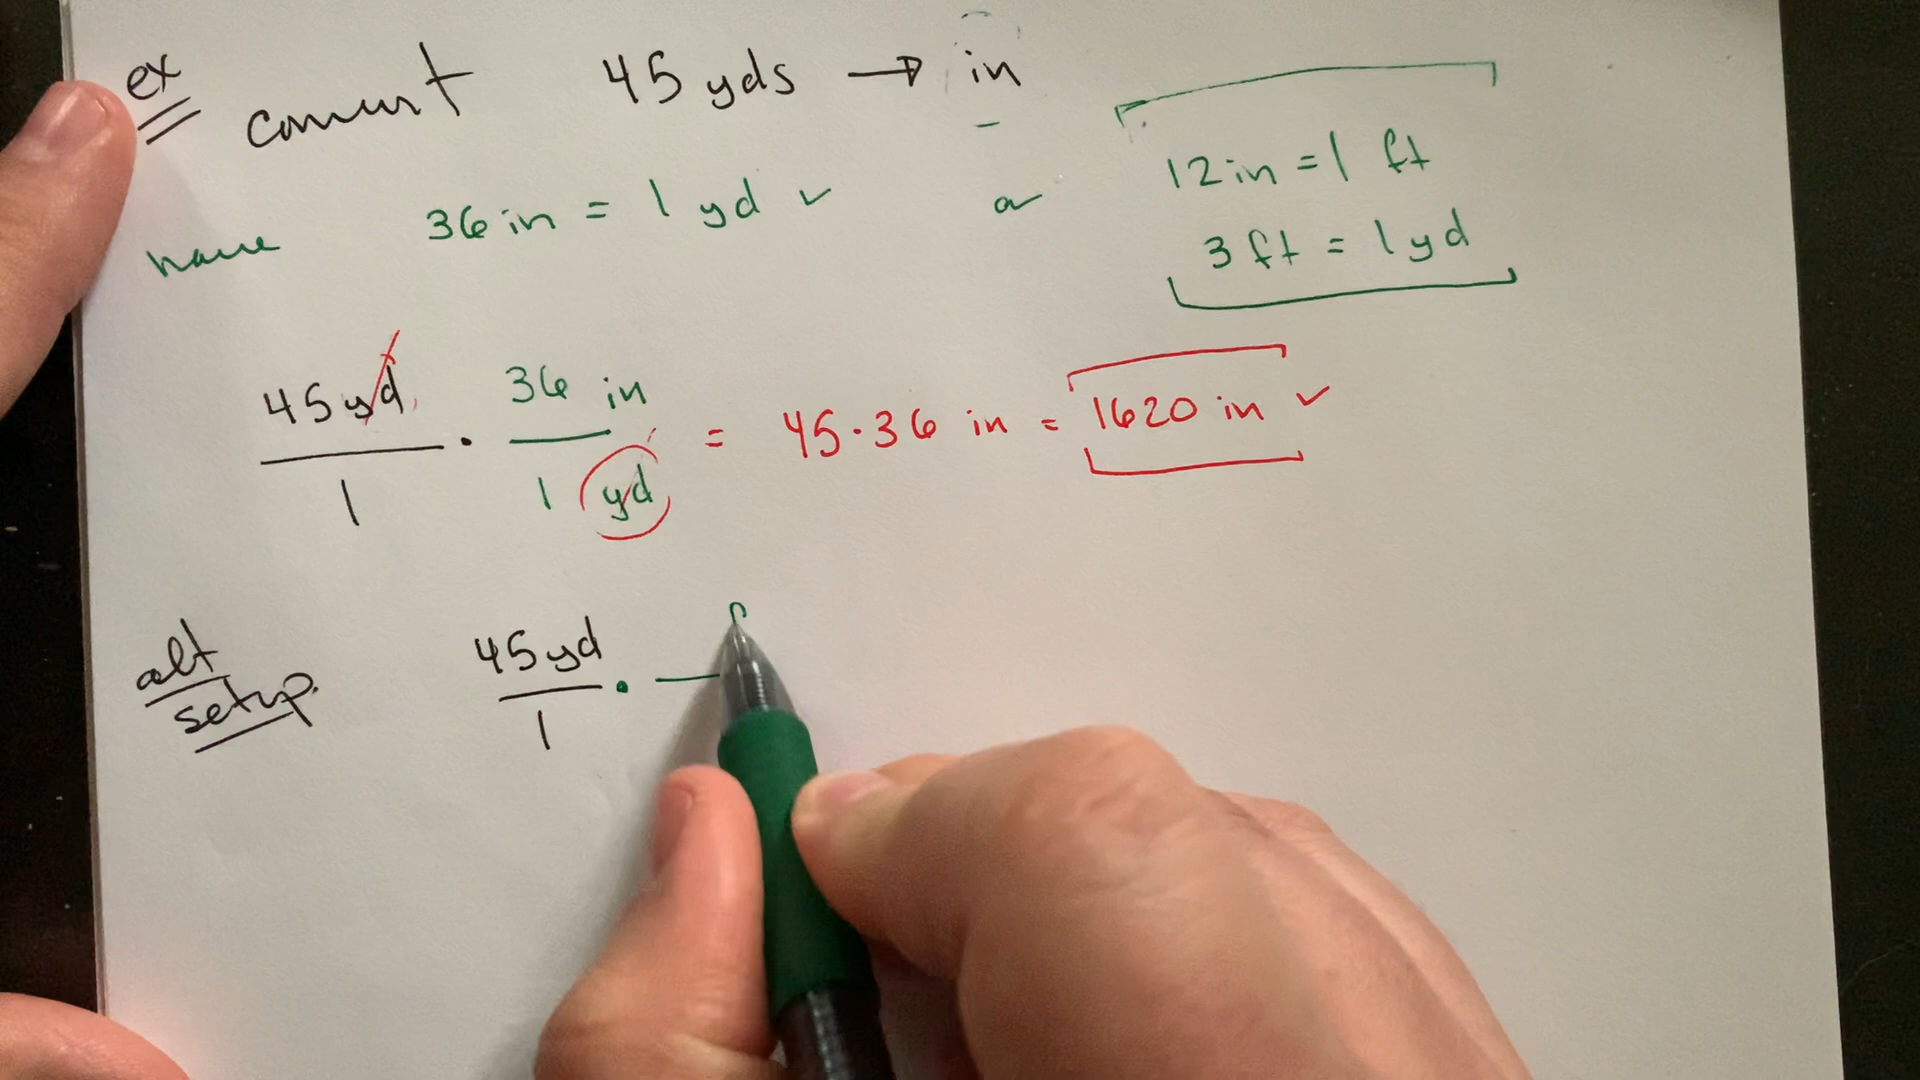 ex convert 45 yds → in
have 36 in = 1 yd ✓ or
12 in = 1 ft
3 ft = 1 yd
45 yd / 1 · 36 in / 1 yd = 45·36 in = 1620 in ✓
alt setup. 45 yd / 1 ·